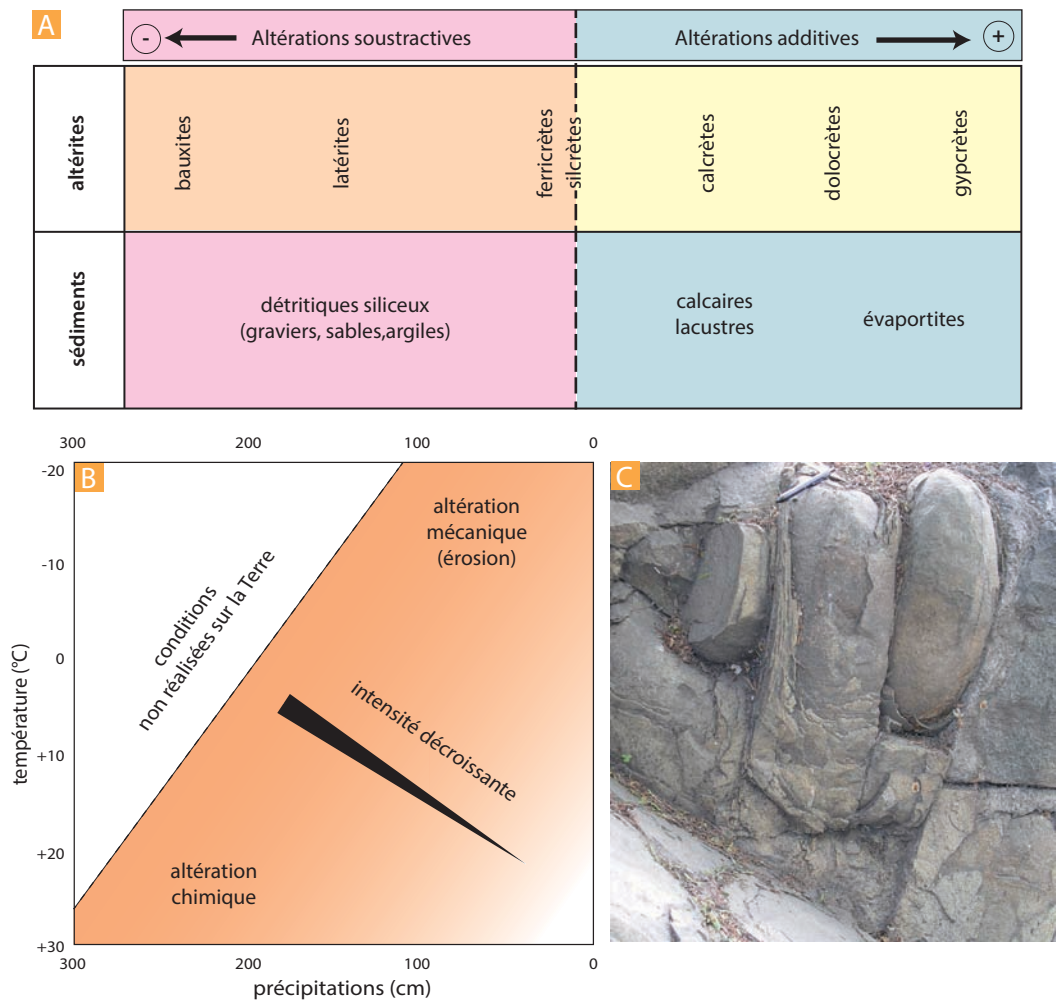 A
- Altérations soustractives
Altérations additives +
altérites
bauxites
latérites
ferricrètes
silcrètes
calcrètes
dolocrètes
gypcrètes
sédiments
détritiques siliceux
(graviers, sables,argiles)
calcaires
lacustres
évaportites
B
300 200 100 0
-20
-10
0
+10
+20
+30
température (°C)
conditions
non réalisées sur la Terre
altération
mécanique
(érosion)
intensité décroissante
altération
chimique
300 200 100 0
précipitations (cm)
C